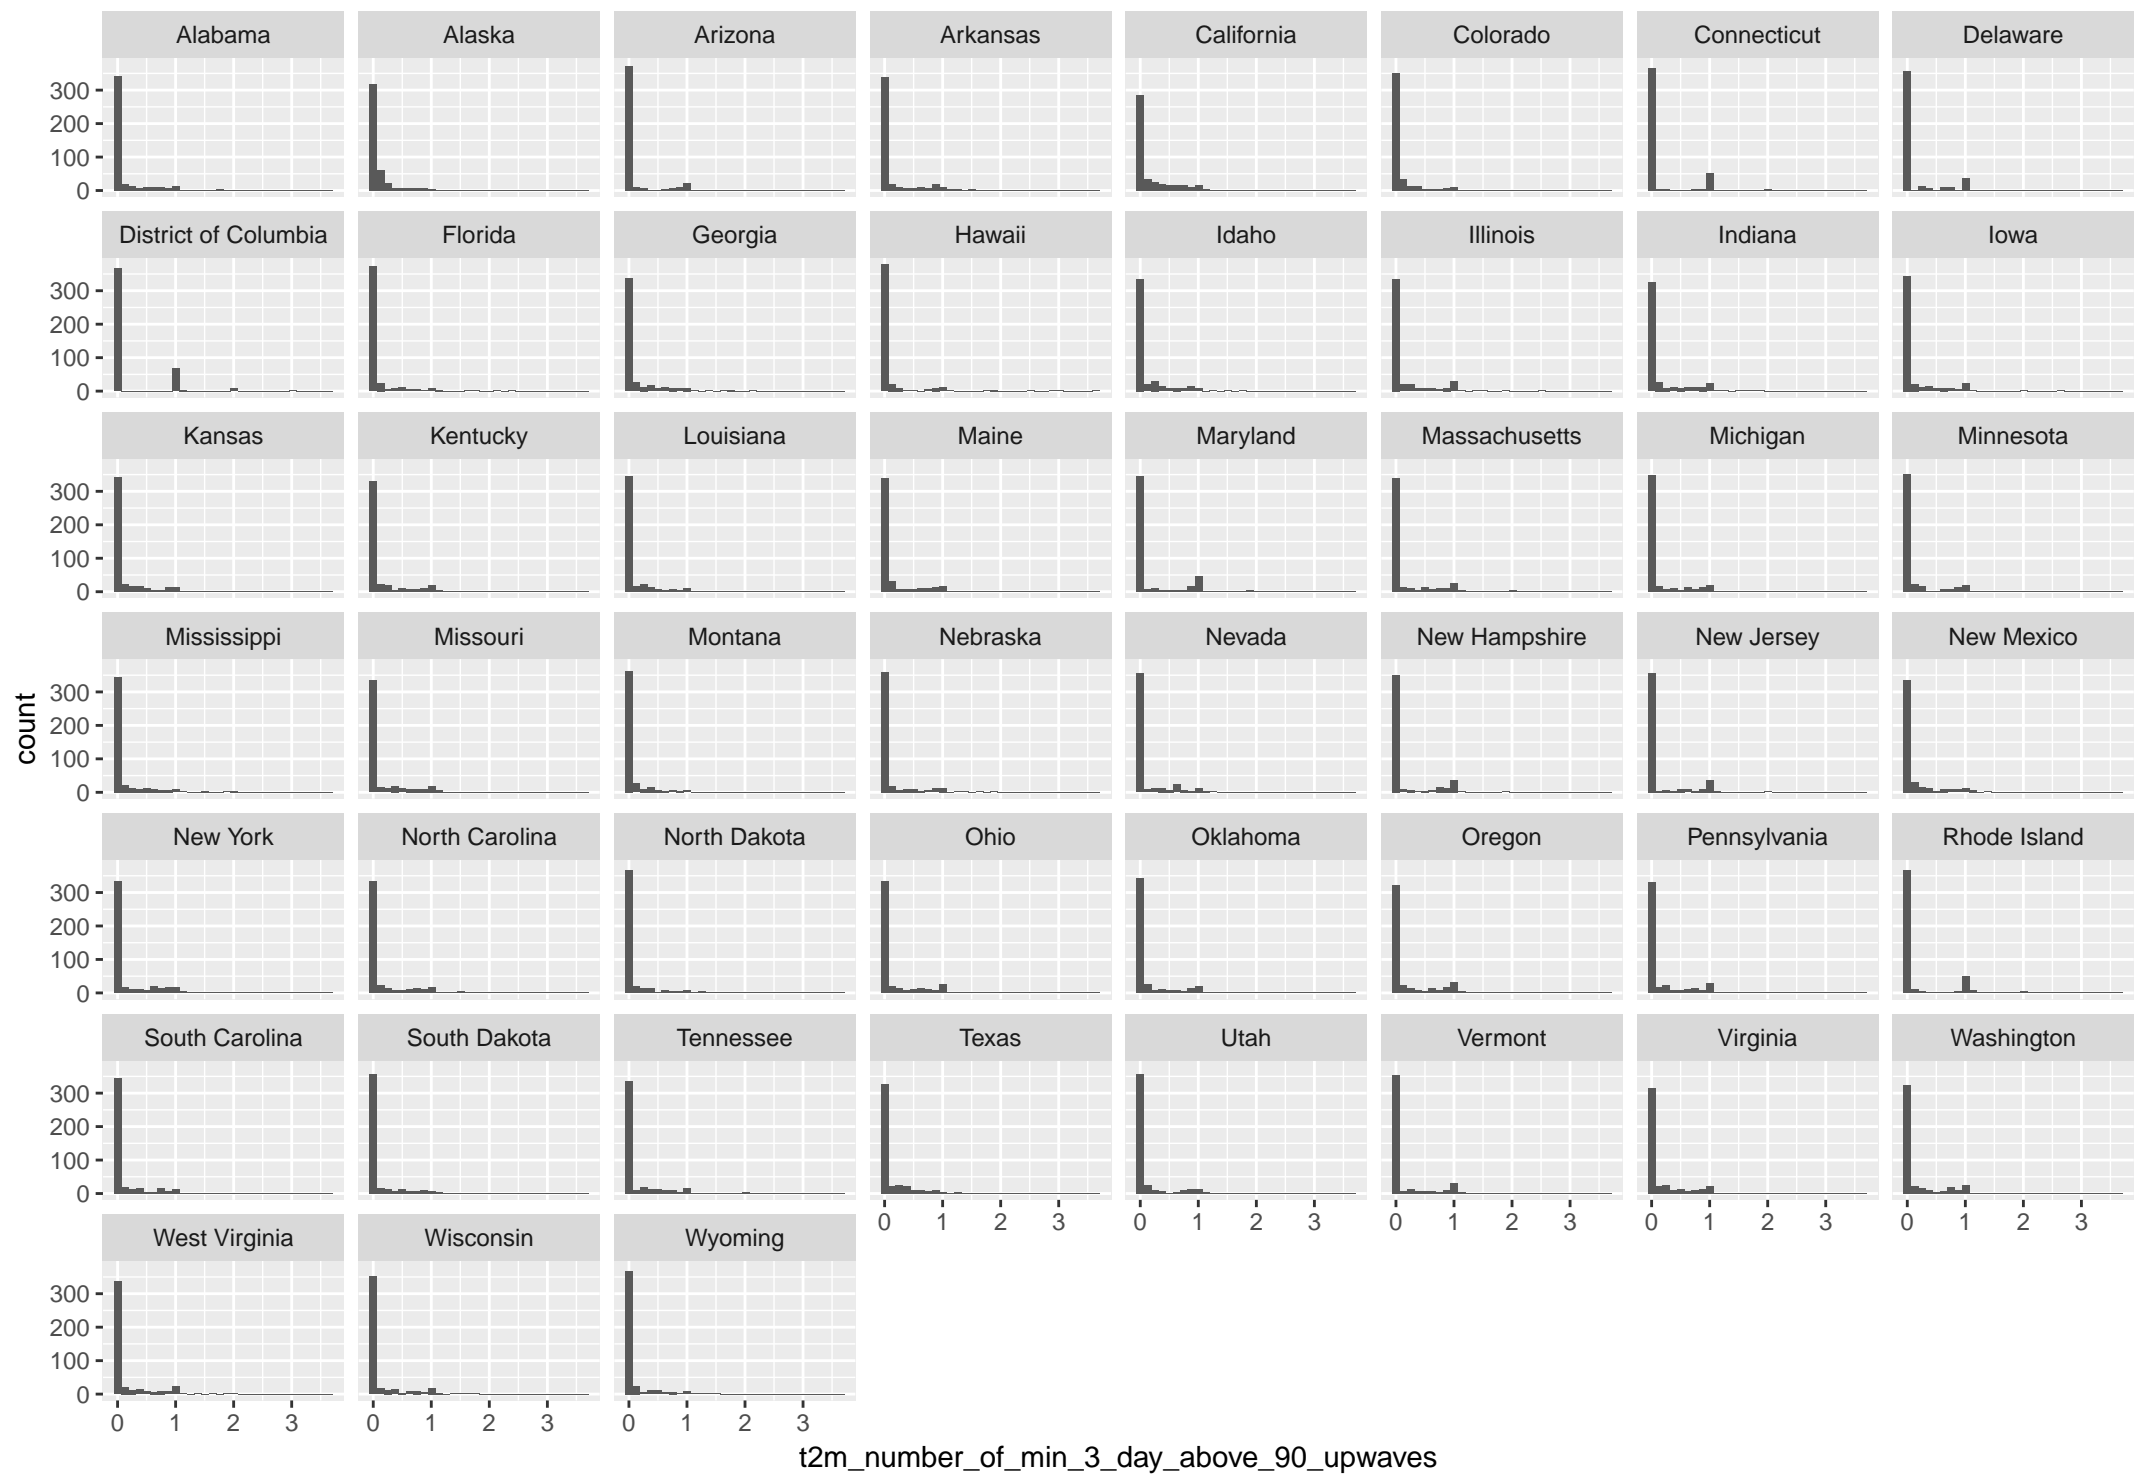 Alabama Alaska Arizona Arkansas California Colorado Connecticut Delaware
300
200
100
0
District of Columbia Florida Georgia Hawaii Idaho Illinois Indiana Iowa
300
200
100
0
Kansas Kentucky Louisiana Maine Maryland Massachusetts Michigan Minnesota
300
200
100
0
Mississippi Missouri Montana Nebraska Nevada New Hampshire New Jersey New Mexico
300
200
100
0
count
New York North Carolina North Dakota Ohio Oklahoma Oregon Pennsylvania Rhode Island
300
200
100
0
South Carolina South Dakota Tennessee Texas Utah Vermont Virginia Washington
300
200
100
0
0 1 2 3 0 1 2 3 0 1 2 3 0 1 2 3 0 1 2 3
West Virginia Wisconsin Wyoming
300
200
100
0
0 1 2 3 0 1 2 3 0 1 2 3
t2m_number_of_min_3_day_above_90_upwaves